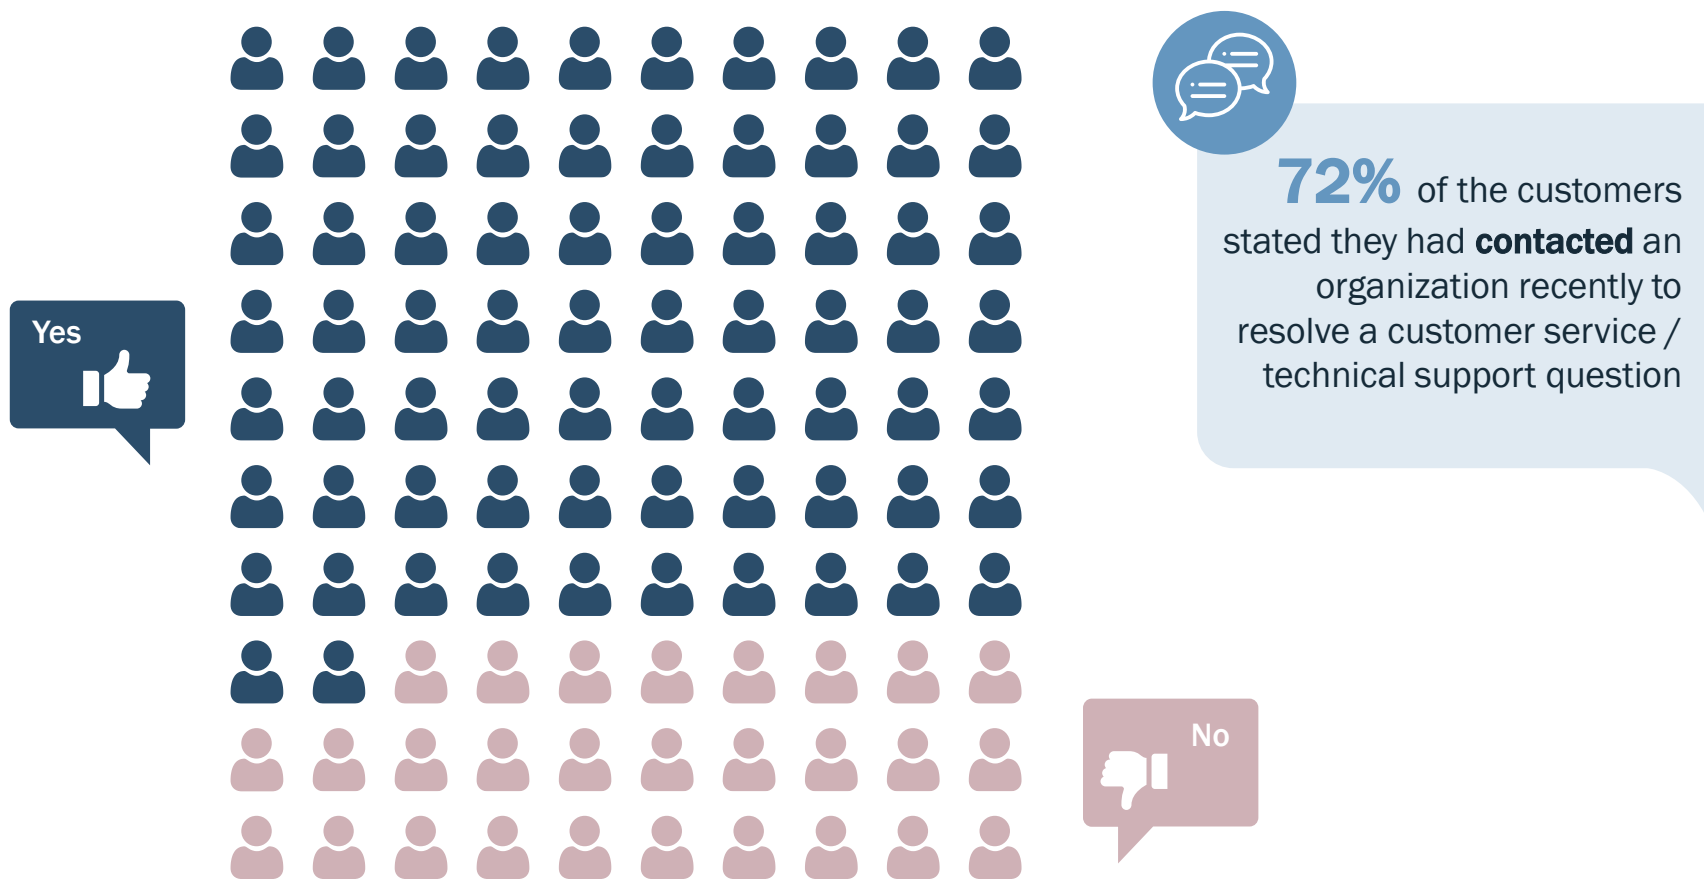 Yes
72% of the customers
stated they had contacted an
organization recently to
resolve a customer service /
technical support question
No